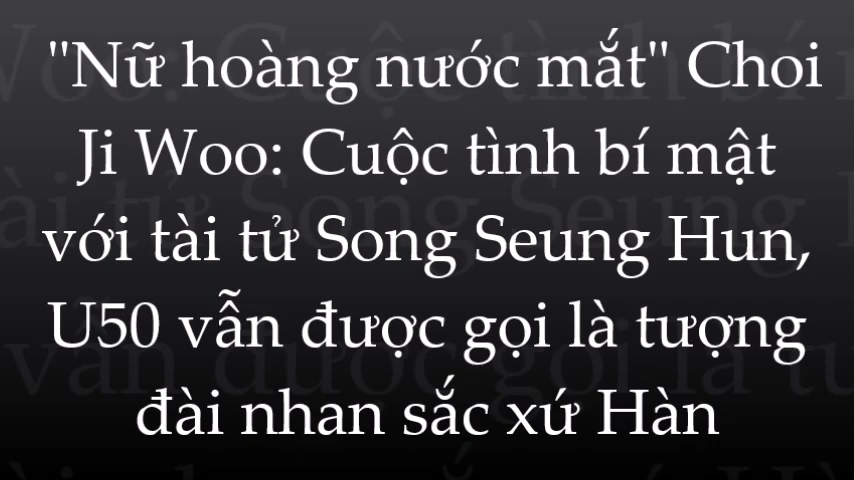 "Nữ hoàng nước mắt" Choi
Ji Woo: Cuộc tình bí mật
với tài tử Song Seung Hun,
U50 vẫn được gọi là tượng
đài nhan sắc xứ Hàn